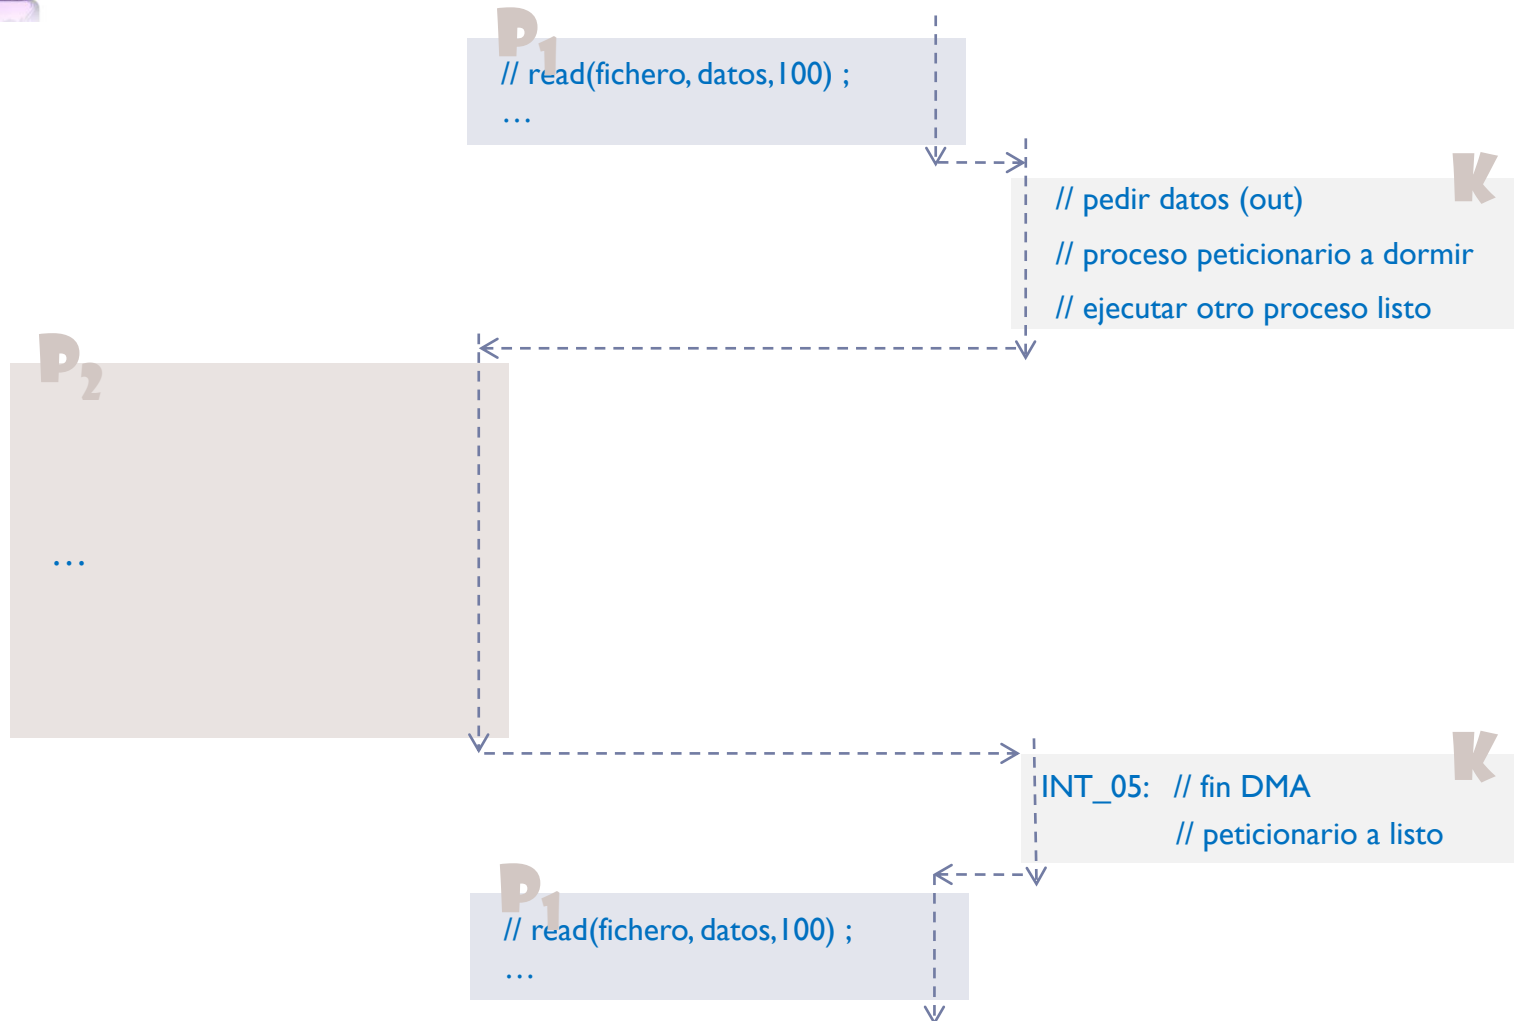 P1
// read(fichero, datos,100) ;
…
K
// pedir datos (out)
// proceso peticionario a dormir
// ejecutar otro proceso listo
P2
…
K
INT_05: // fin DMA
// peticionario a listo
P1
// read(fichero, datos,100) ;
…